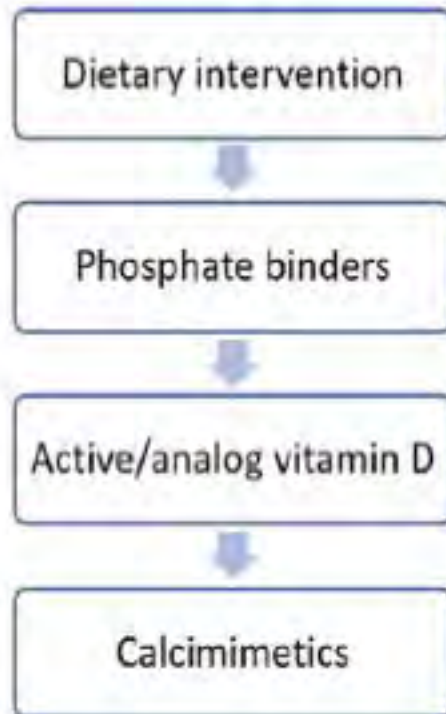 Dietary intervention
Phosphate binders
Active/analog vitamin D
Calcimimetics